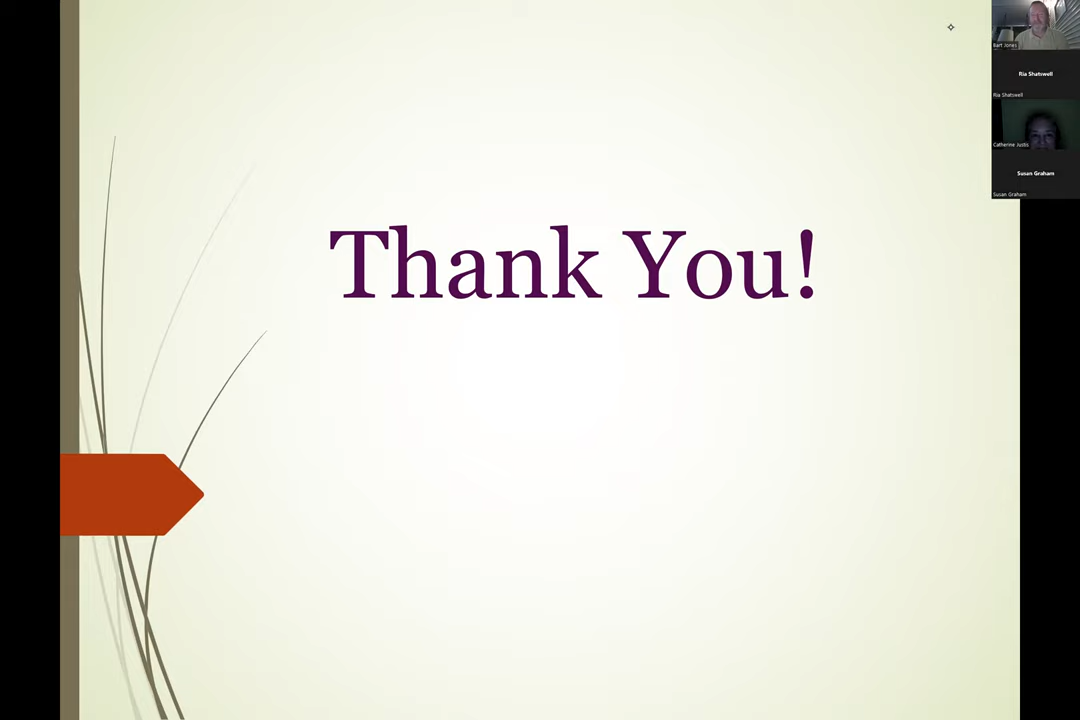 Thank You!
Bart Jones
Ria Shatswell
Ria Shatswell
Catherine Justis
Susan Graham
Susan Graham